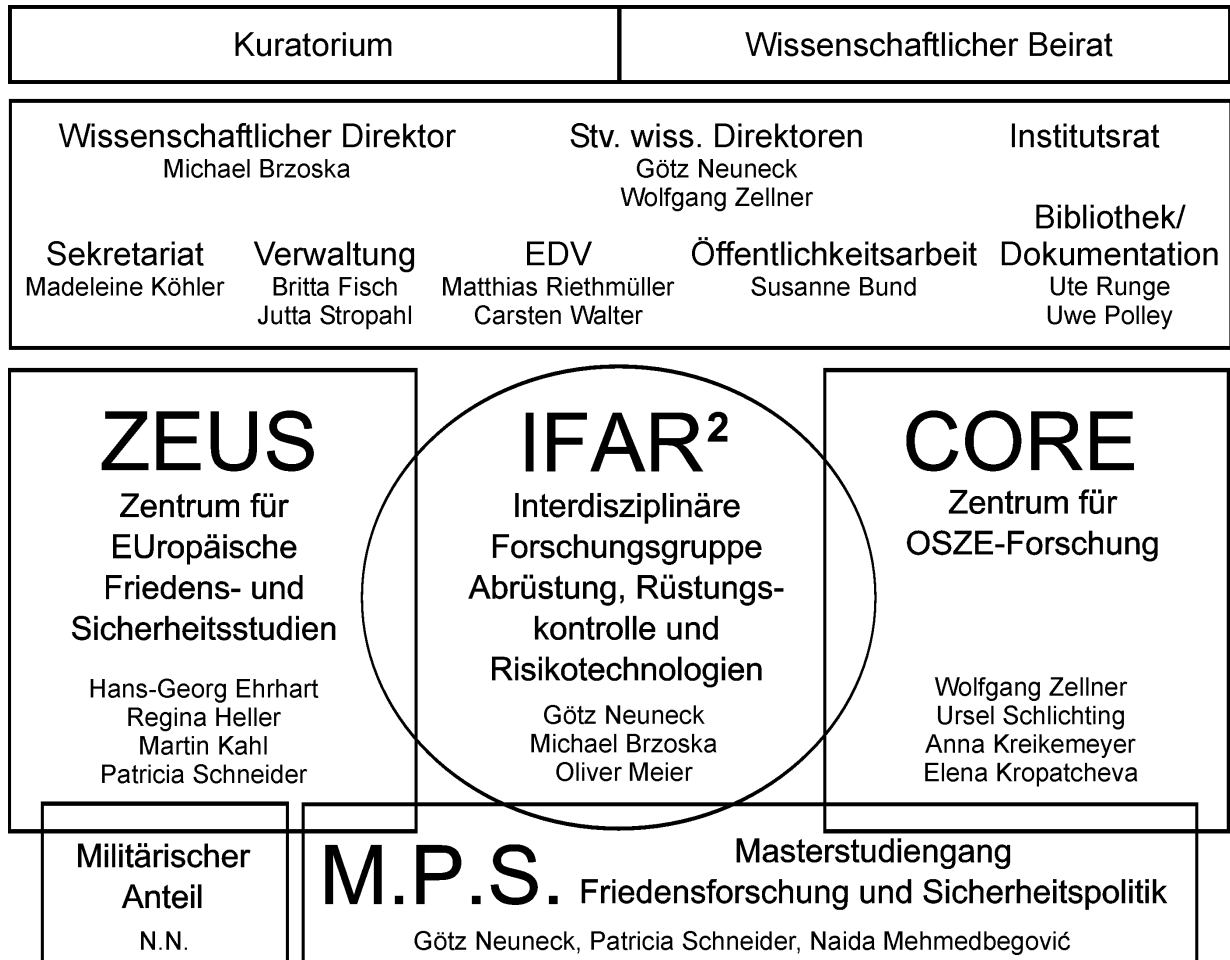 Kuratorium
Wissenschaftlicher Beirat
Wissenschaftlicher Direktor
Michael Brzoska
Stv. wiss. Direktoren
Götz Neuneck
Wolfgang Zellner
Institutsrat
Sekretariat
Madeleine Köhler
Verwaltung
Britta Fisch
Jutta Stropahl
EDV
Matthias Riethmüller
Carsten Walter
Öffentlichkeitsarbeit
Susanne Bund
Bibliothek/
Dokumentation
Ute Runge
Uwe Polley
ZEUS
Zentrum für
EUropäische
Friedens- und
Sicherheitsstudien
Hans-Georg Ehrhart
Regina Heller
Martin Kahl
Patricia Schneider
IFAR²
Interdisziplinäre
Forschungsgruppe
Abrüstung, Rüstungs-
kontrolle und
Risikotechnologien
Götz Neuneck
Michael Brzoska
Oliver Meier
CORE
Zentrum für
OSZE-Forschung
Wolfgang Zellner
Ursel Schlichting
Anna Kreikemeyer
Elena Kropatcheva
Militärischer
Anteil
N.N.
M.P.S.
Masterstudiengang
Friedensforschung und Sicherheitspolitik
Götz Neuneck, Patricia Schneider, Naida Mehmedbegović